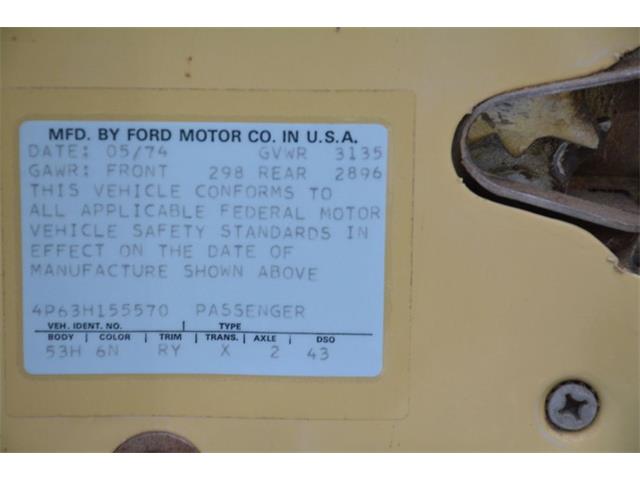 MFD. BY FORD MOTOR CO. IN U.S.A.
DATE: 05/74 GVWR 3135
GAWR: FRONT 298 REAR 2896
THIS VEHICLE CONFORMS TO
ALL APPLICABLE FEDERAL MOTOR
VEHICLE SAFETY STANDARDS IN
EFFECT ON THE DATE OF
MANUFACTURE SHOWN ABOVE
4P63H155570 PASSENGER
VEH. IDENT. NO. TYPE
BODY | COLOR | TRIM | TRANS. | AXLE | DSO
53H 6N RY X 2 43